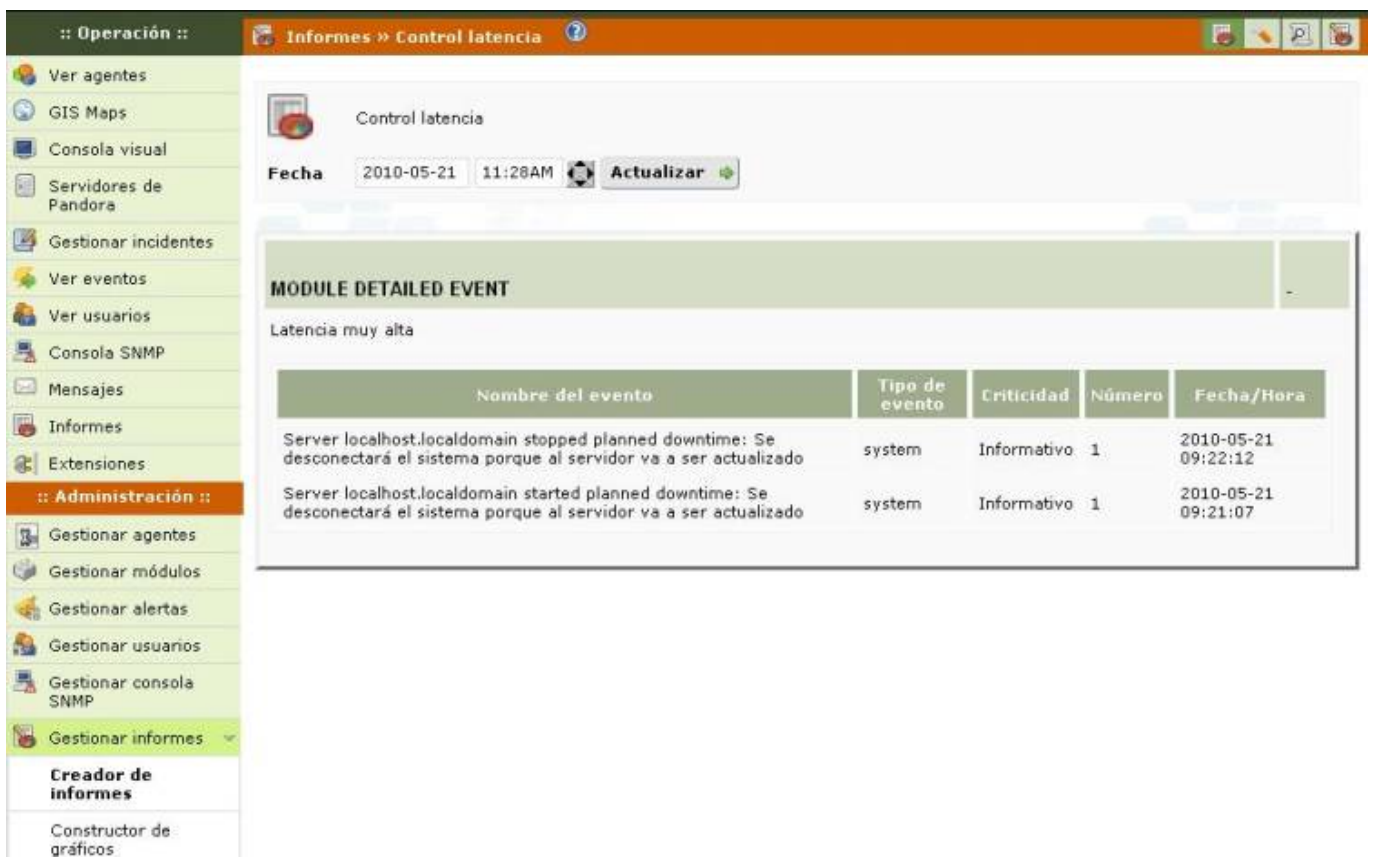 :: Operación ::
Ver agentes
GIS Maps
Consola visual
Servidores de
Pandora
Gestionar incidentes
Ver eventos
Ver usuarios
Consola SNMP
Mensajes
Informes
Extensiones
:: Administración ::
Gestionar agentes
Gestionar módulos
Gestionar alertas
Gestionar usuarios
Gestionar consola
SNMP
Gestionar informes
Creador de
informes
Constructor de
gráficos
Informes » Control latencia
Control latencia
Fecha 2010-05-21 11:28AM Actualizar
MODULE DETAILED EVENT -
Latencia muy alta
Nombre del evento Tipo de evento Criticidad Número Fecha/Hora
Server localhost.localdomain stopped planned downtime: Se
desconectará el sistema porque al servidor va a ser actualizado
system Informativo 1 2010-05-21
09:22:12
Server localhost.localdomain started planned downtime: Se
desconectará el sistema porque al servidor va a ser actualizado
system Informativo 1 2010-05-21
09:21:07